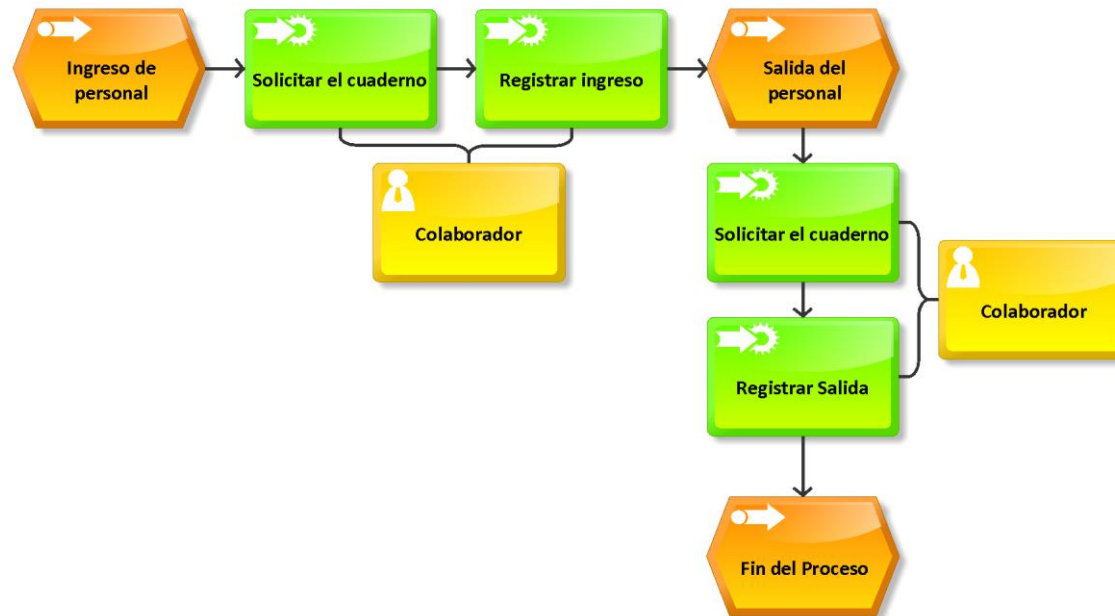 Ingreso de
personal
Solicitar el cuaderno
Registrar ingreso
Salida del
personal
Colaborador
Solicitar el cuaderno
Colaborador
Registrar Salida
Fin del Proceso